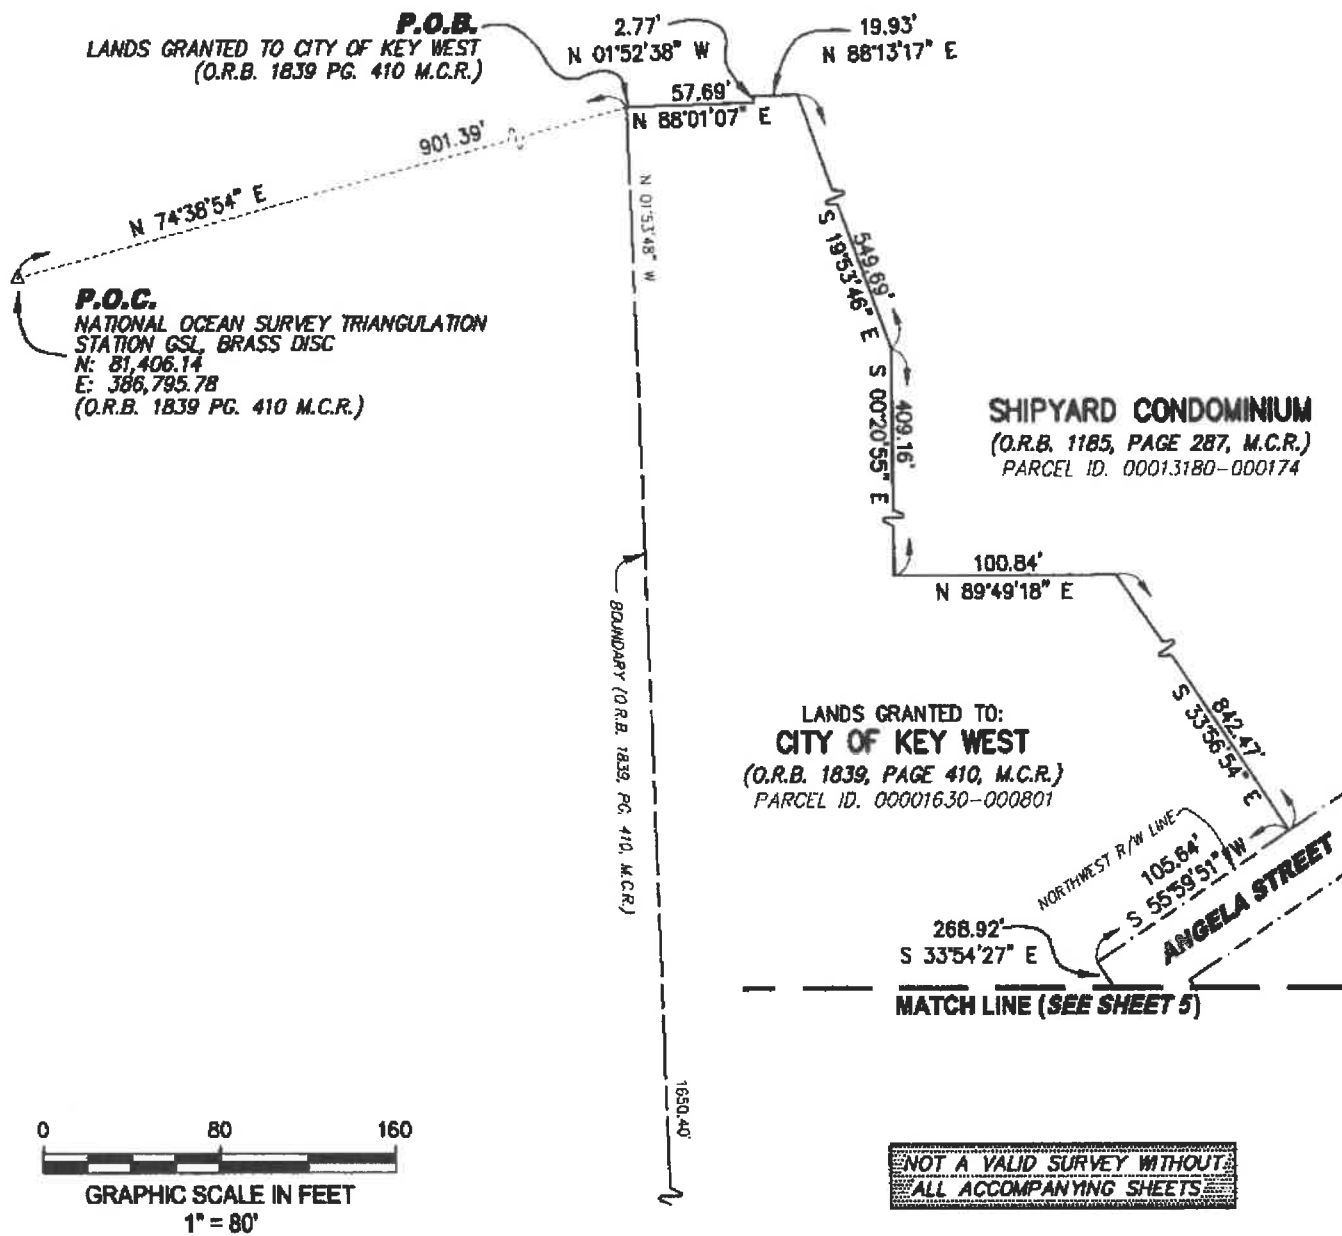 P.O.B.
LANDS GRANTED TO CITY OF KEY WEST
(O.R.B. 1839 PG. 410 M.C.R.)
2.77'
N 01°52'38" W
19.93'
N 88°13'17" E
57.69'
N 88°01'07" E
901.39'
N 74°38'54" E
N 01°53'48" W
P.O.C.
NATIONAL OCEAN SURVEY TRIANGULATION
STATION GSL, BRASS DISC
N: 81,406.14
E: 386,795.78
(O.R.B. 1839 PG. 410 M.C.R.)
549.69'
S 19°53'46" E
409.16'
S 00°20'55" E
SHIPYARD CONDOMINIUM
(O.R.B. 1185, PAGE 287, M.C.R.)
PARCEL ID. 00013180-000174
100.84'
N 89°49'18" E
BOUNDARY (O.R.B. 1839, PG. 410, M.C.R.)
842.47'
S 33°56'54" E
LANDS GRANTED TO:
CITY OF KEY WEST
(O.R.B. 1839, PAGE 410, M.C.R.)
PARCEL ID. 00001630-000801
NORTHWEST R/W LINE
105.64'
S 55°59'51" W
ANGELA STREET
268.92'
S 33°54'27" E
MATCH LINE (SEE SHEET 5)
1650.40'
0 80 160
GRAPHIC SCALE IN FEET
1" = 80'
NOT A VALID SURVEY WITHOUT
ALL ACCOMPANYING SHEETS